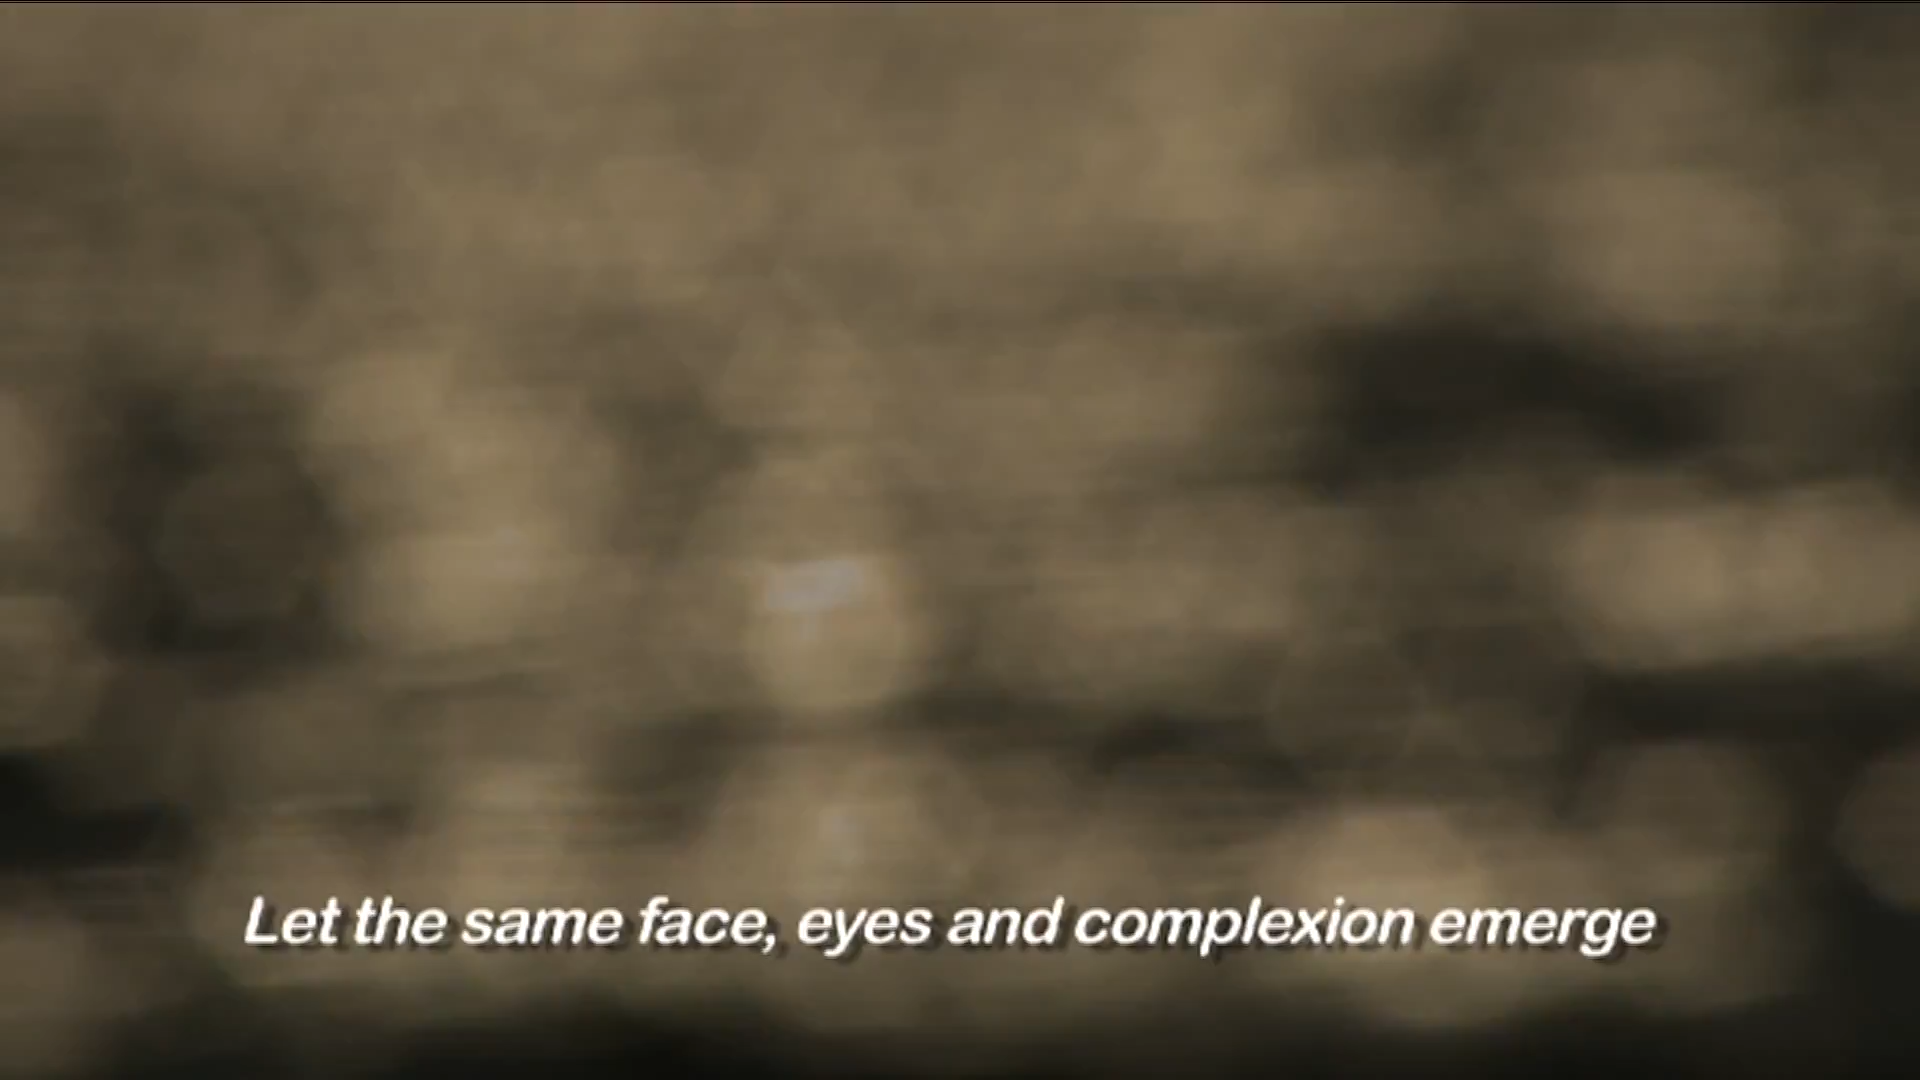 Let the same face, eyes and complexion emerge